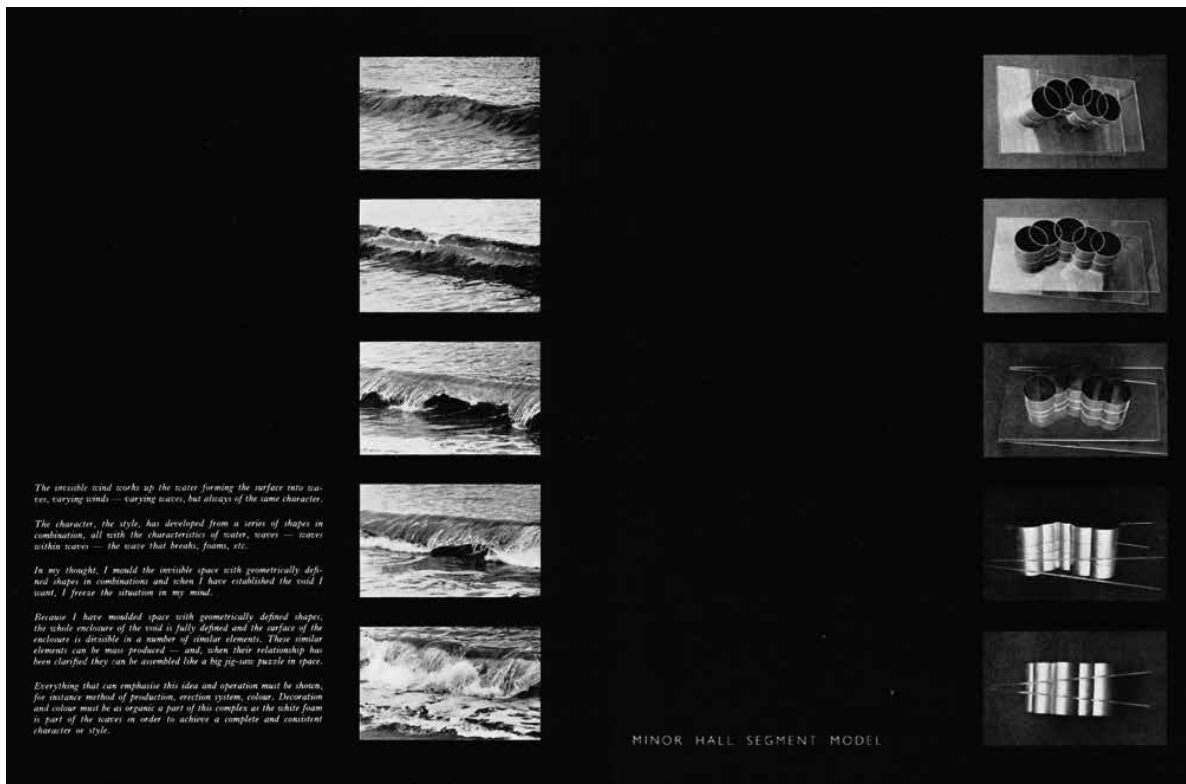 The invisible wind works up the water forming the surface into wa-
ves, varying winds — varying waves, but always of the same character.
The character, the style, has developed from a series of shapes in
combination, all with the characteristics of water, waves — waves
within waves — the wave that breaks, foams, etc.
In my thought, I mould the invisible space with geometrically defi-
ned shapes in combinations and when I have established the void I
want, I freeze the situation in my mind.
Because I have moulded space with geometrically defined shapes,
the whole enclosure of the void is fully defined and the surface of the
enclosure is divisible in a number of similar elements. These similar
elements can be mass produced — and, when their relationship has
been clarified they can be assembled like a big jig-saw puzzle in space.
Everything that can emphasise this idea and operation must be shown,
for instance method of production, erection system, colour. Decoration
and colour must be as organic a part of this complex as the white foam
is part of the waves in order to achieve a complete and consistent
character or style.
MINOR HALL SEGMENT MODEL